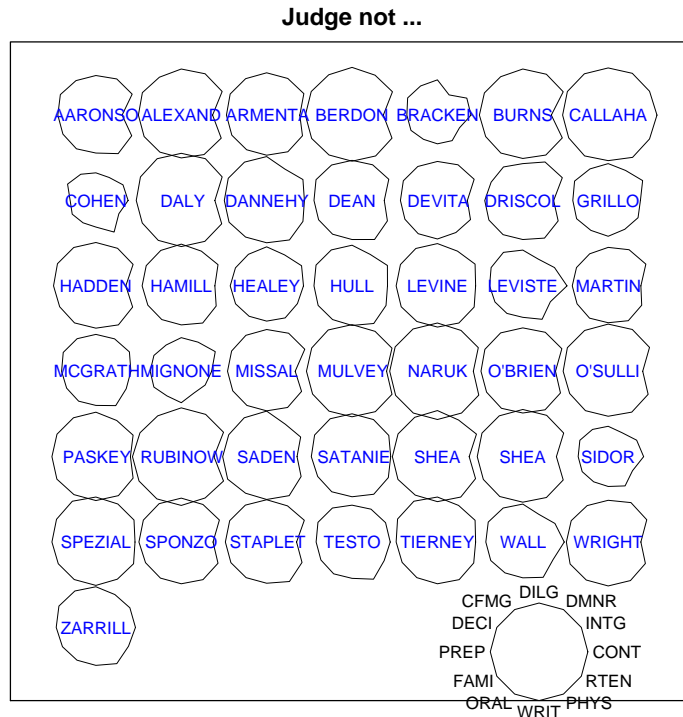 Judge not ...
AARONSO ALEXAND ARMENTA BERDON BRACKEN BURNS CALLAHA
COHEN DALY DANNEHY DEAN DEVITA DRISCOL GRILLO
HADDEN HAMILL HEALEY HULL LEVINE LEVISTE MARTIN
MCGRATH MIGNONE MISSAL MULVEY NARUK O'BRIEN O'SULLI
PASKEY RUBINOW SADEN SATANIE SHEA SHEA SIDOR
SPEZIAL SPONZO STAPLET TESTO TIERNEY WALL WRIGHT
ZARRILL
DILG
CFMG DMNR
DECI INTG
PREP CONT
FAMI RTEN
ORAL PHYS
WRIT